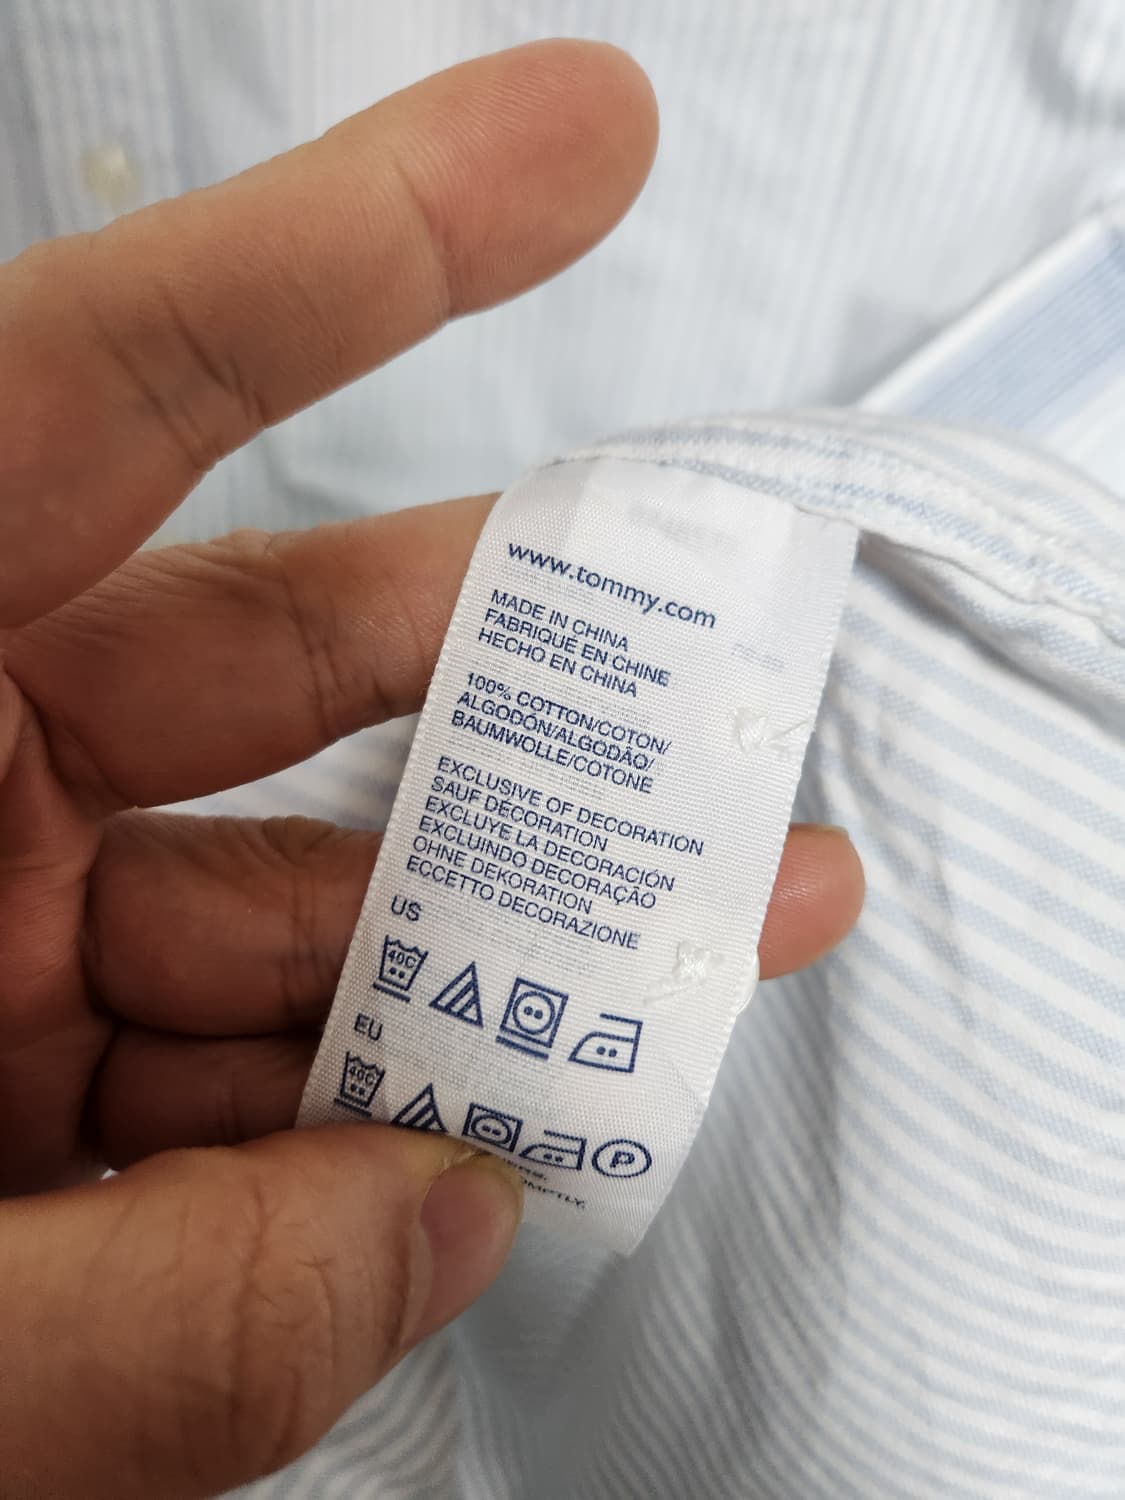 www.tommy.com
MADE IN CHINA
FABRIQUÉ EN CHINE
HECHO EN CHINA
100% COTTON/COTON/
ALGODÓN/ALGODÃO/
BAUMWOLLE/COTONE
EXCLUSIVE OF DECORATION
SAUF DÉCORATION
EXCLUYE LA DECORACIÓN
EXCLUINDO DECORAÇÃO
OHNE DEKORATION
ECCETTO DECORAZIONE
US
40C
EU
40C
P